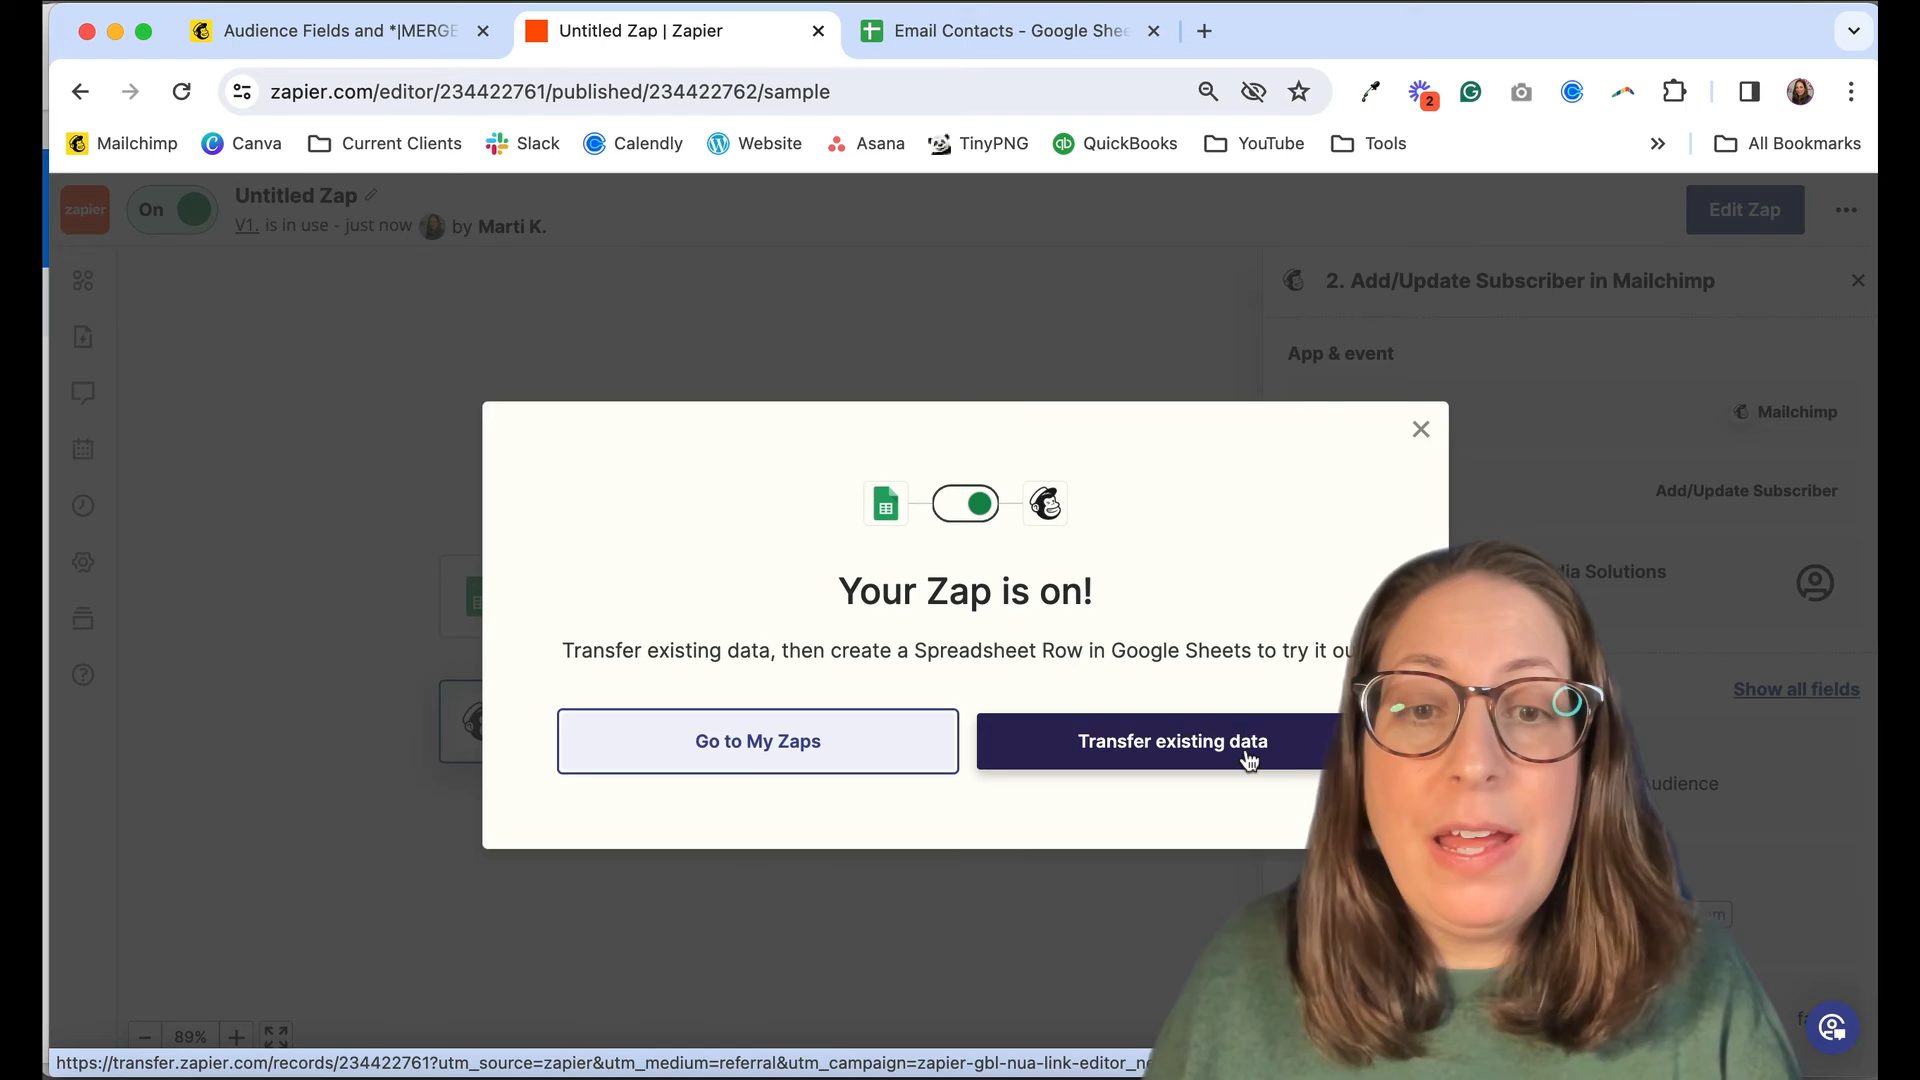 Audience Fields and *|MERGE
Untitled Zap | Zapier
Email Contacts - Google Shee
zapier.com/editor/234422761/published/234422762/sample
2
Mailchimp
Canva
Current Clients
Slack
Calendly
Website
Asana
TinyPNG
QuickBooks
YouTube
Tools
All Bookmarks
zapier
On
Untitled Zap
V1. is in use - just now by Marti K.
Edit Zap
2. Add/Update Subscriber in Mailchimp
App & event
Mailchimp
Add/Update Subscriber
dia Solutions
Show all fields
Audience
Your Zap is on!
Transfer existing data, then create a Spreadsheet Row in Google Sheets to try it ou
Go to My Zaps
Transfer existing data
89%
https://transfer.zapier.com/records/234422761?utm_source=zapier&utm_medium=referral&utm_campaign=zapier-gbl-nua-link-editor_n